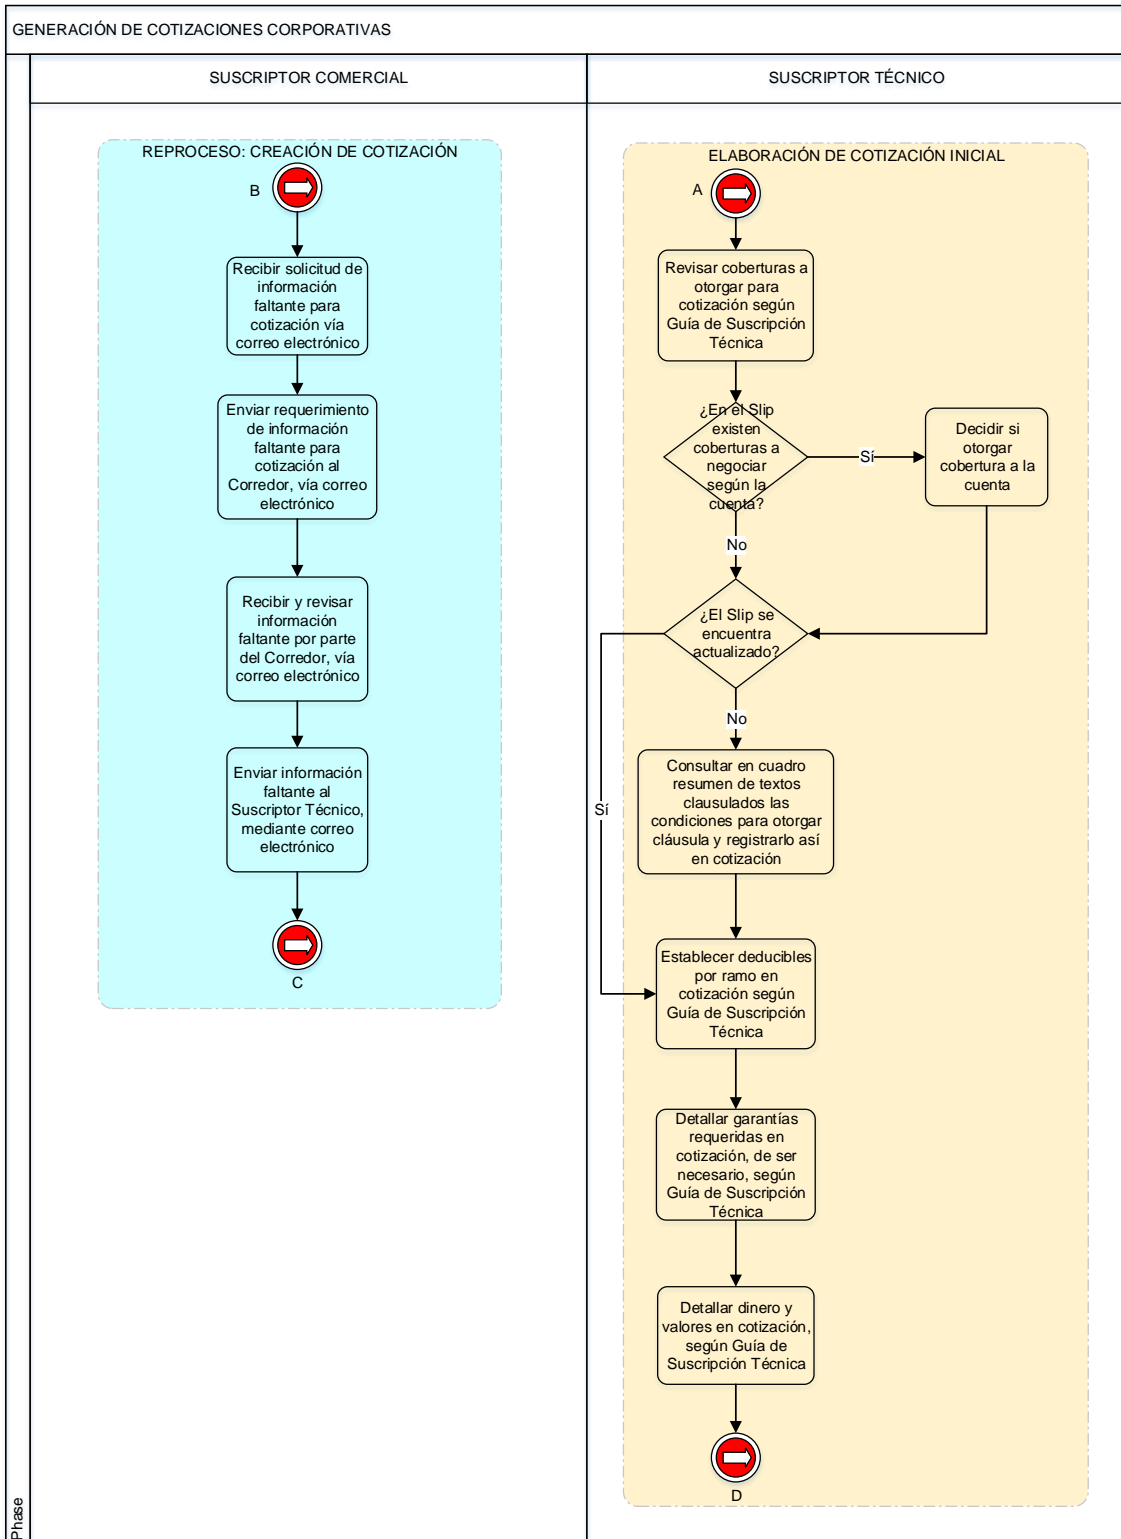 GENERACIÓN DE COTIZACIONES CORPORATIVAS
SUSCRIPTOR COMERCIAL
SUSCRIPTOR TÉCNICO
REPROCESO: CREACIÓN DE COTIZACIÓN
B
Recibir solicitud de
información
faltante para
cotización vía
correo electrónico
Enviar requerimiento
de información
faltante para
cotización al
Corredor, vía correo
electrónico
Recibir y revisar
información
faltante por parte
del Corredor, vía
correo electrónico
Enviar información
faltante al
Suscriptor Técnico,
mediante correo
electrónico
C
ELABORACIÓN DE COTIZACIÓN INICIAL
A
Revisar coberturas a
otorgar para
cotización según
Guía de Suscripción
Técnica
¿En el Slip
existen
coberturas a
negociar
según la
cuenta?
Sí
Decidir si
otorgar
cobertura a la
cuenta
No
¿El Slip se
encuentra
actualizado?
No
Sí
Consultar en cuadro
resumen de textos
clausulados las
condiciones para otorgar
cláusula y registrarlo así
en cotización
Establecer deducibles
por ramo en
cotización según
Guía de Suscripción
Técnica
Detallar garantías
requeridas en
cotización, de ser
necesario, según
Guía de Suscripción
Técnica
Detallar dinero y
valores en cotización,
según Guía de
Suscripción Técnica
D
Phase